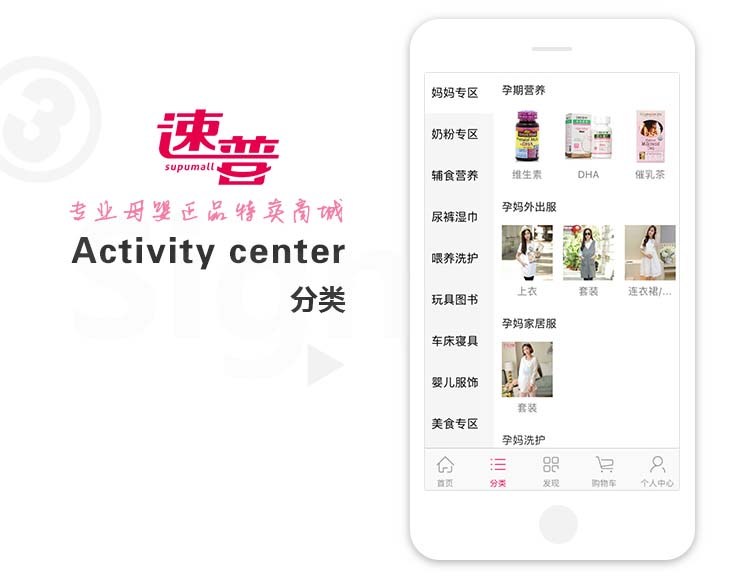 3
速普
supumall
专业母婴正品特卖商城
Activity center
分类
Sign
妈妈专区
奶粉专区
辅食营养
尿裤湿巾
喂养洗护
玩具图书
车床寝具
婴儿服饰
美食专区
孕期营养
维生素
DHA
催乳茶
孕妈外出服
上衣
套装
连衣裙/...
孕妈家居服
套装
孕妈洗护
首页
分类
发现
购物车
个人中心